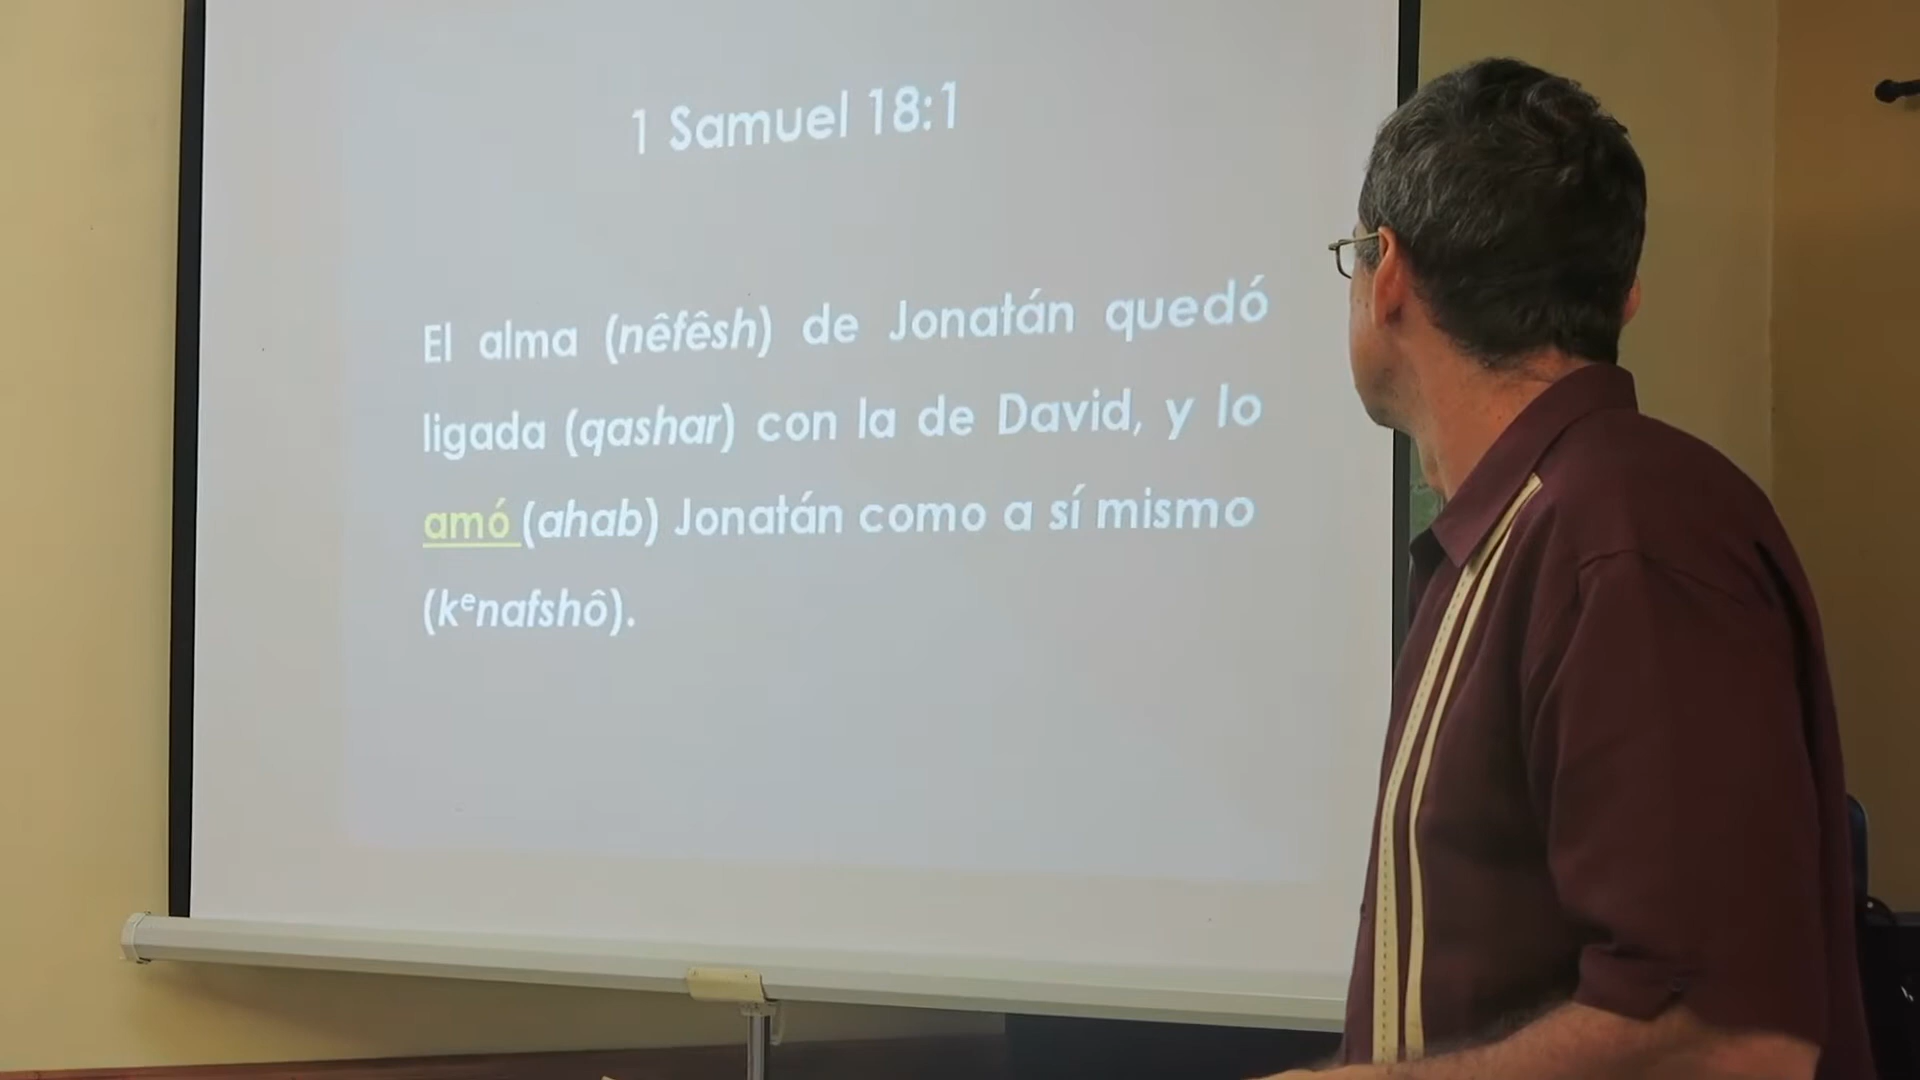 1 Samuel 18:1
El alma (nêfêsh) de Jonatán quedó
ligada (qashar) con la de David, y lo
amó (ahab) Jonatán como a sí mismo
(kᵉnafshô).